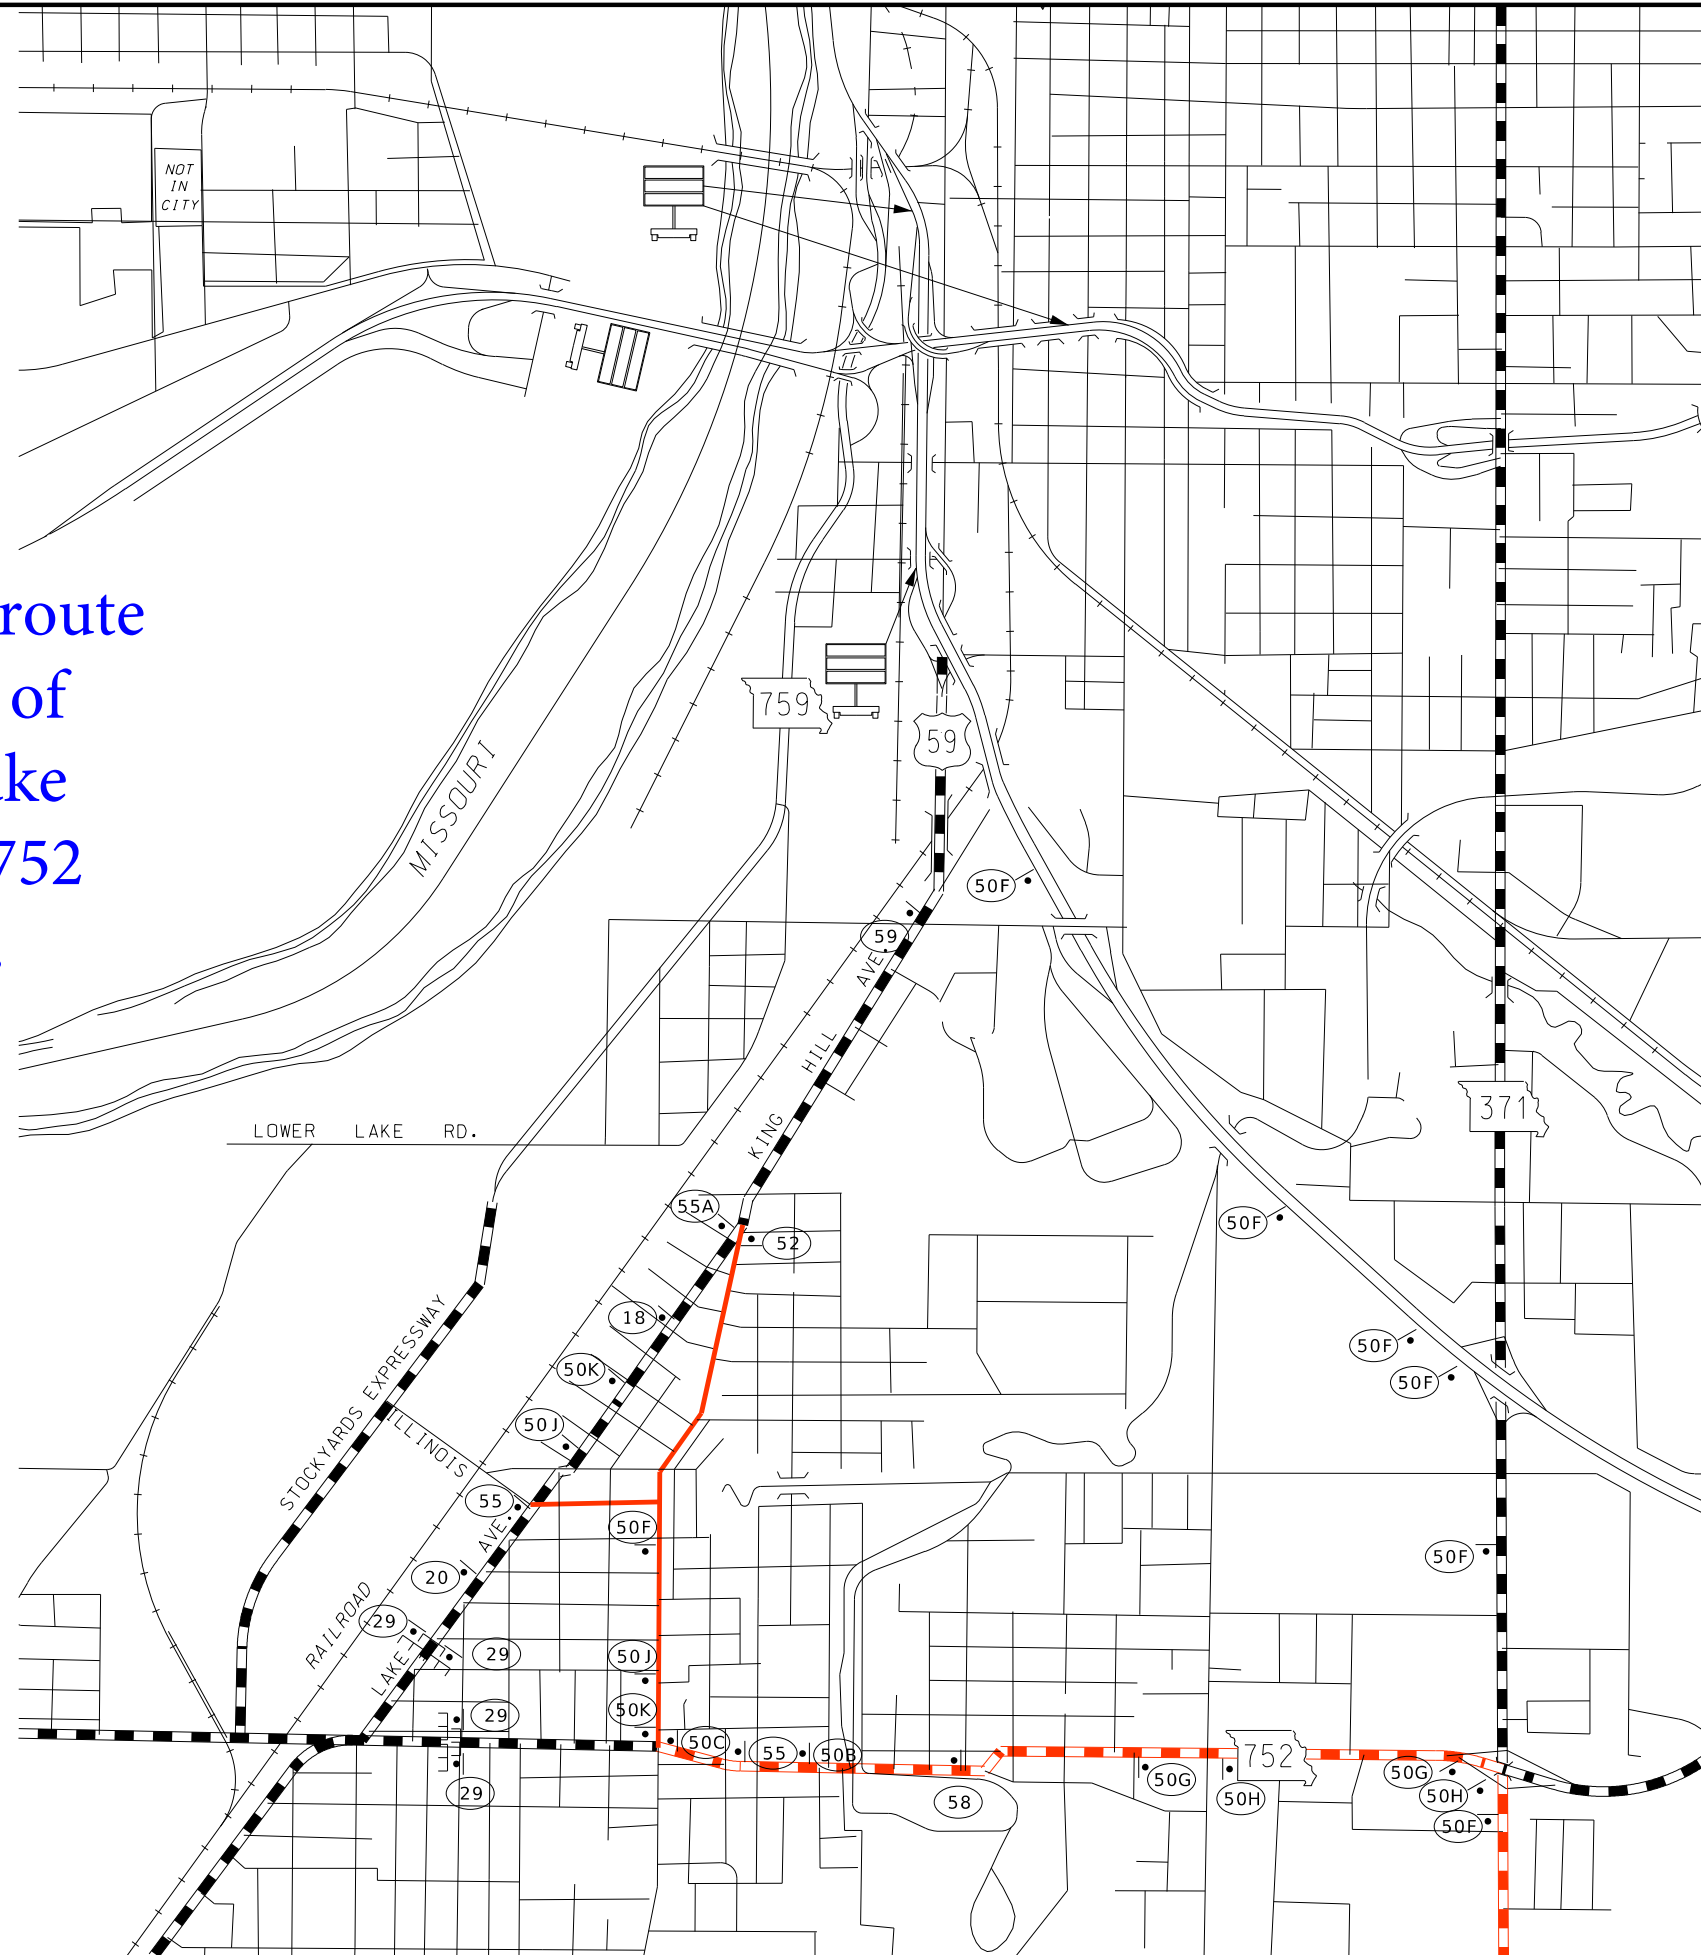 NOT
IN
CITY
route
of
ake
752
.
MISSOURI
759
59
50F
59
KING HILL AVE.
371
LOWER LAKE RD.
55A
52
50F
18
50F
50F
50K
50J
STOCKYARDS EXPRESSWAY
ILLINOIS
55
50F
50F
20
29
29
50J
RAILROAD
LAKE AVE.
29
50K
50C
55
50B
752
50G
50G
29
58
50H
50H
50F